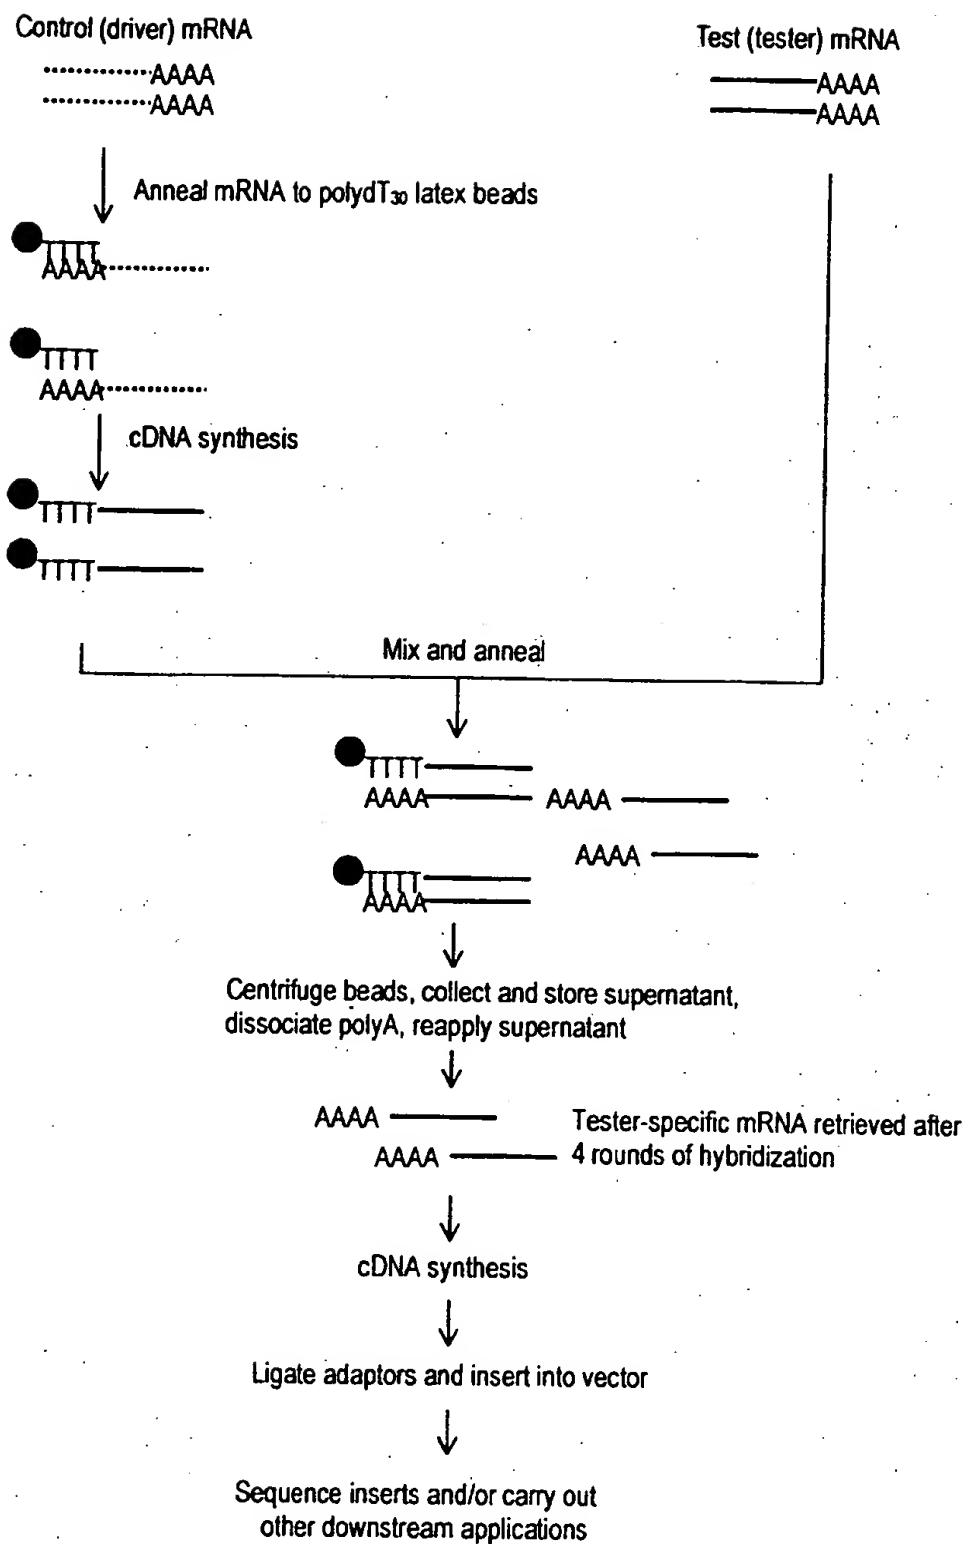 Control (driver) mRNA
AAAA
AAAA
Test (tester) mRNA
AAAA
AAAA
Anneal mRNA to polydT₃₀ latex beads
TTTT
AAAA
TTTT
AAAA
cDNA synthesis
TTTT
TTTT
Mix and anneal
TTTT
AAAA AAAA
AAAA
TTTT
AAAA
Centrifuge beads, collect and store supernatant,
dissociate polyA, reapply supernatant
AAAA
AAAA
Tester-specific mRNA retrieved after
4 rounds of hybridization
cDNA synthesis
Ligate adaptors and insert into vector
Sequence inserts and/or carry out
other downstream applications